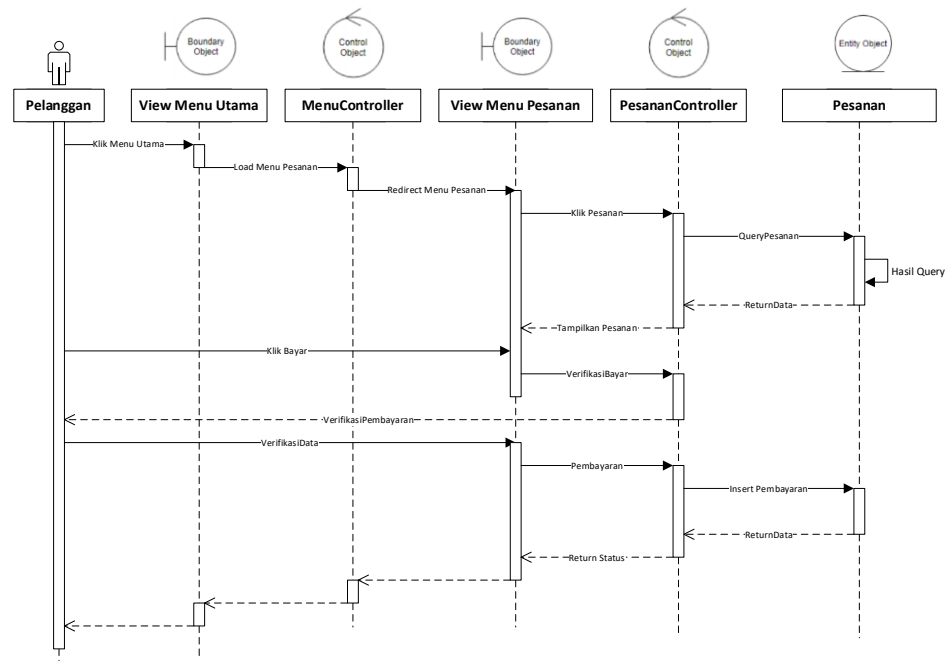 Boundary
Object
Control
Object
Boundary
Object
Control
Object
Entity Object
Pelanggan
View Menu Utama
MenuController
View Menu Pesanan
PesananController
Pesanan
Klik Menu Utama
Load Menu Pesanan
Redirect Menu Pesanan
Klik Pesanan
QueryPesanan
Hasil Query
ReturnData
Tampilkan Pesanan
Klik Bayar
VerifikasiBayar
VerifikasiPembayaran
VerifikasiData
Pembayaran
Insert Pembayaran
ReturnData
Return Status